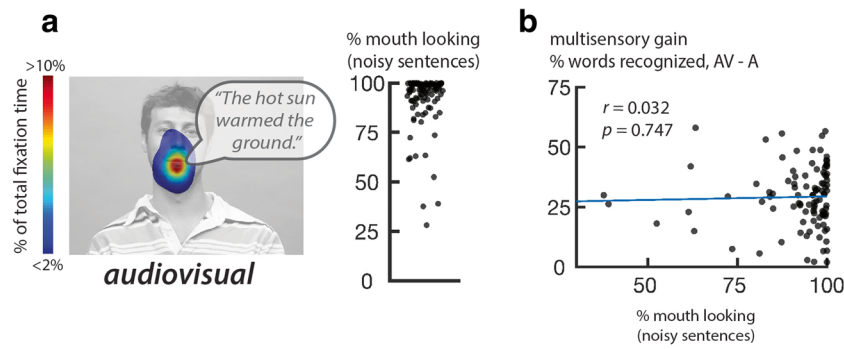 a
>10%
% of total fixation time
<2%
“The hot sun
warmed the
ground.”
audiovisual
% mouth looking
(noisy sentences)
100
75
50
25
0
b
multisensory gain
% words recognized, AV - A
75
50
25
0
r = 0.032
p = 0.747
50
75
100
% mouth looking
(noisy sentences)